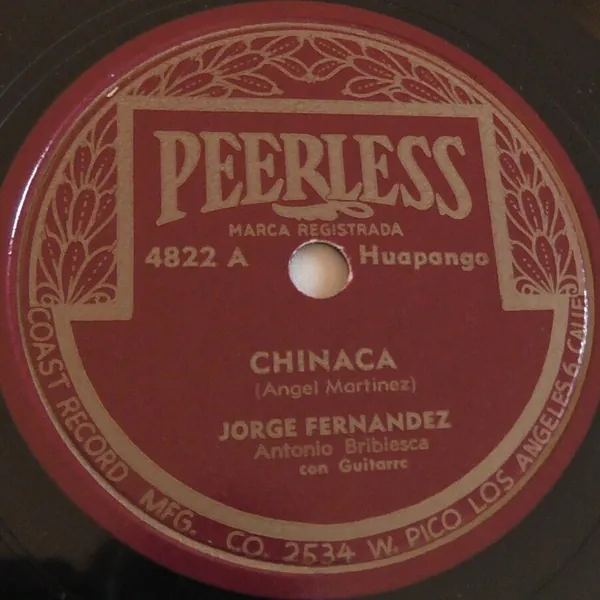 PEERLESS
MARCA REGISTRADA
4822 A Huapango
CHINACA
(Angel Martinez)
JORGE FERNANDEZ
Antonio Bribiesca
con Guitarrc
COAST RECORD MFG. CO. 2534 W. PICO LOS ANGELES 6, CALIF.